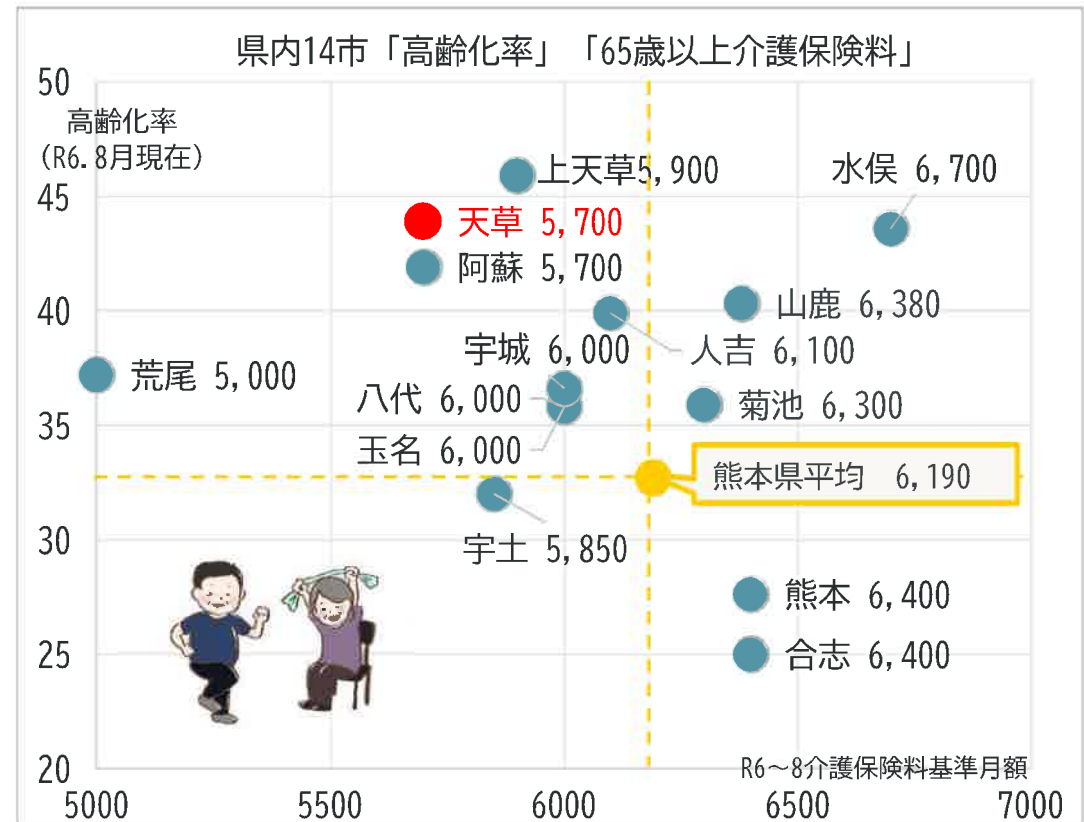 県内14市「高齢化率」「65歳以上介護保険料」
50
高齢化率
(R6.8月現在)
上天草5,900
水俣 6,700
45
天草 5,700
阿蘇 5,700
40
山鹿 6,380
宇城 6,000
人吉 6,100
荒尾 5,000
八代 6,000
菊池 6,300
35
玉名 6,000
熊本県平均 6,190
30
宇土 5,850
熊本 6,400
25
合志 6,400
20
R6～8介護保険料基準月額
5000 5500 6000 6500 7000